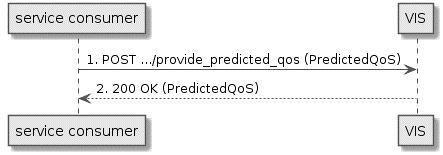 service consumer
VIS
1. POST .../provide_predicted_qos (PredictedQoS)
2. 200 OK (PredictedQoS)
service consumer
VIS